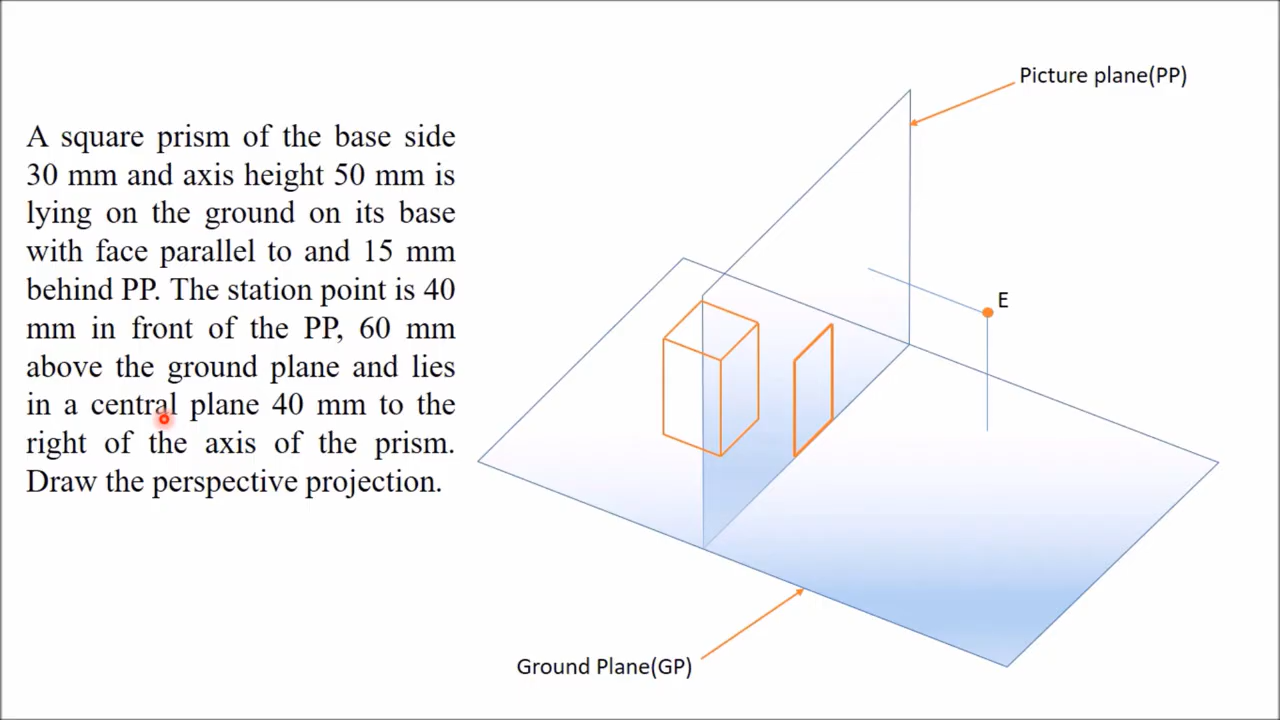 Picture plane(PP)
A square prism of the base side
30 mm and axis height 50 mm is
lying on the ground on its base
with face parallel to and 15 mm
behind PP. The station point is 40
mm in front of the PP, 60 mm
above the ground plane and lies
in a central plane 40 mm to the
right of the axis of the prism.
Draw the perspective projection.
E
Ground Plane(GP)